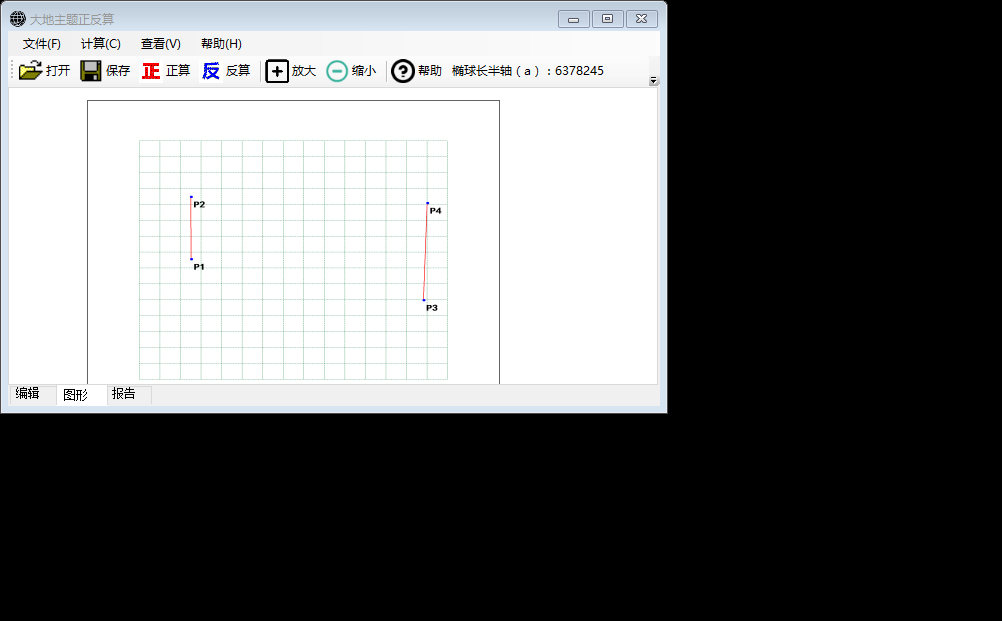 大地主题正反算
文件(F) 计算(C) 查看(V) 帮助(H)
打开 保存 正 正算 反 反算 放大 缩小 帮助 椭球长半轴（a）：6378245
P2
P4
P1
P3
编辑 图形 报告